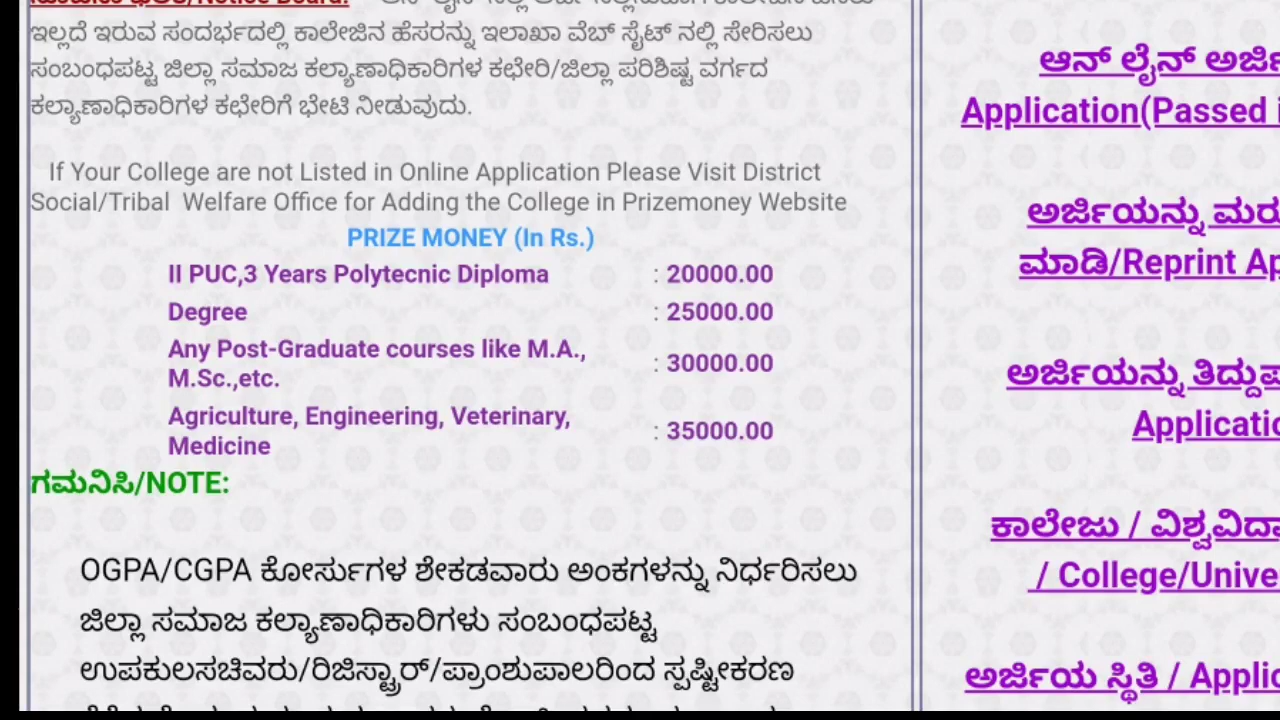 ಇಲ್ಲದೆ ಇರುವ ಸಂದರ್ಭದಲ್ಲಿ ಕಾಲೇಜಿನ ಹೆಸರನ್ನು ಇಲಾಖಾ ವೆಬ್ ಸೈಟ್ ನಲ್ಲಿ ಸೇರಿಸಲು
ಸಂಬಂಧಪಟ್ಟ ಜಿಲ್ಲಾ ಸಮಾಜ ಕಲ್ಯಾಣಾಧಿಕಾರಿಗಳ ಕಛೇರಿ/ಜಿಲ್ಲಾ ಪರಿಶಿಷ್ಟ ವರ್ಗದ
ಕಲ್ಯಾಣಾಧಿಕಾರಿಗಳ ಕಛೇರಿಗೆ ಭೇಟಿ ನೀಡುವುದು.
If Your College are not Listed in Online Application Please Visit District
Social/Tribal Welfare Office for Adding the College in Prizemoney Website
PRIZE MONEY (In Rs.)
II PUC,3 Years Polytecnic Diploma : 20000.00
Degree : 25000.00
Any Post-Graduate courses like M.A.,
M.Sc.,etc. : 30000.00
Agriculture, Engineering, Veterinary,
Medicine : 35000.00
ಗಮನಿಸಿ/NOTE:
OGPA/CGPA ಕೋರ್ಸುಗಳ ಶೇಕಡವಾರು ಅಂಕಗಳನ್ನು ನಿರ್ಧರಿಸಲು
ಜಿಲ್ಲಾ ಸಮಾಜ ಕಲ್ಯಾಣಾಧಿಕಾರಿಗಳು ಸಂಬಂಧಪಟ್ಟ
ಉಪಕುಲಸಚಿವರು/ರಿಜಿಸ್ಟ್ರಾರ್/ಪ್ರಾಂಶುಪಾಲರಿಂದ ಸ್ಪಷ್ಟೀಕರಣ
ಆನ್ ಲೈನ್
Application(Passed
ಅರ್ಜಿಯನ್ನು
ಮಾಡಿ/Reprint
ಅರ್ಜಿಯನ್ನು
ಕಾಲೇಜು /
/ College/
ಅರ್ಜಿಯ ಸ್ಥಿತಿ /